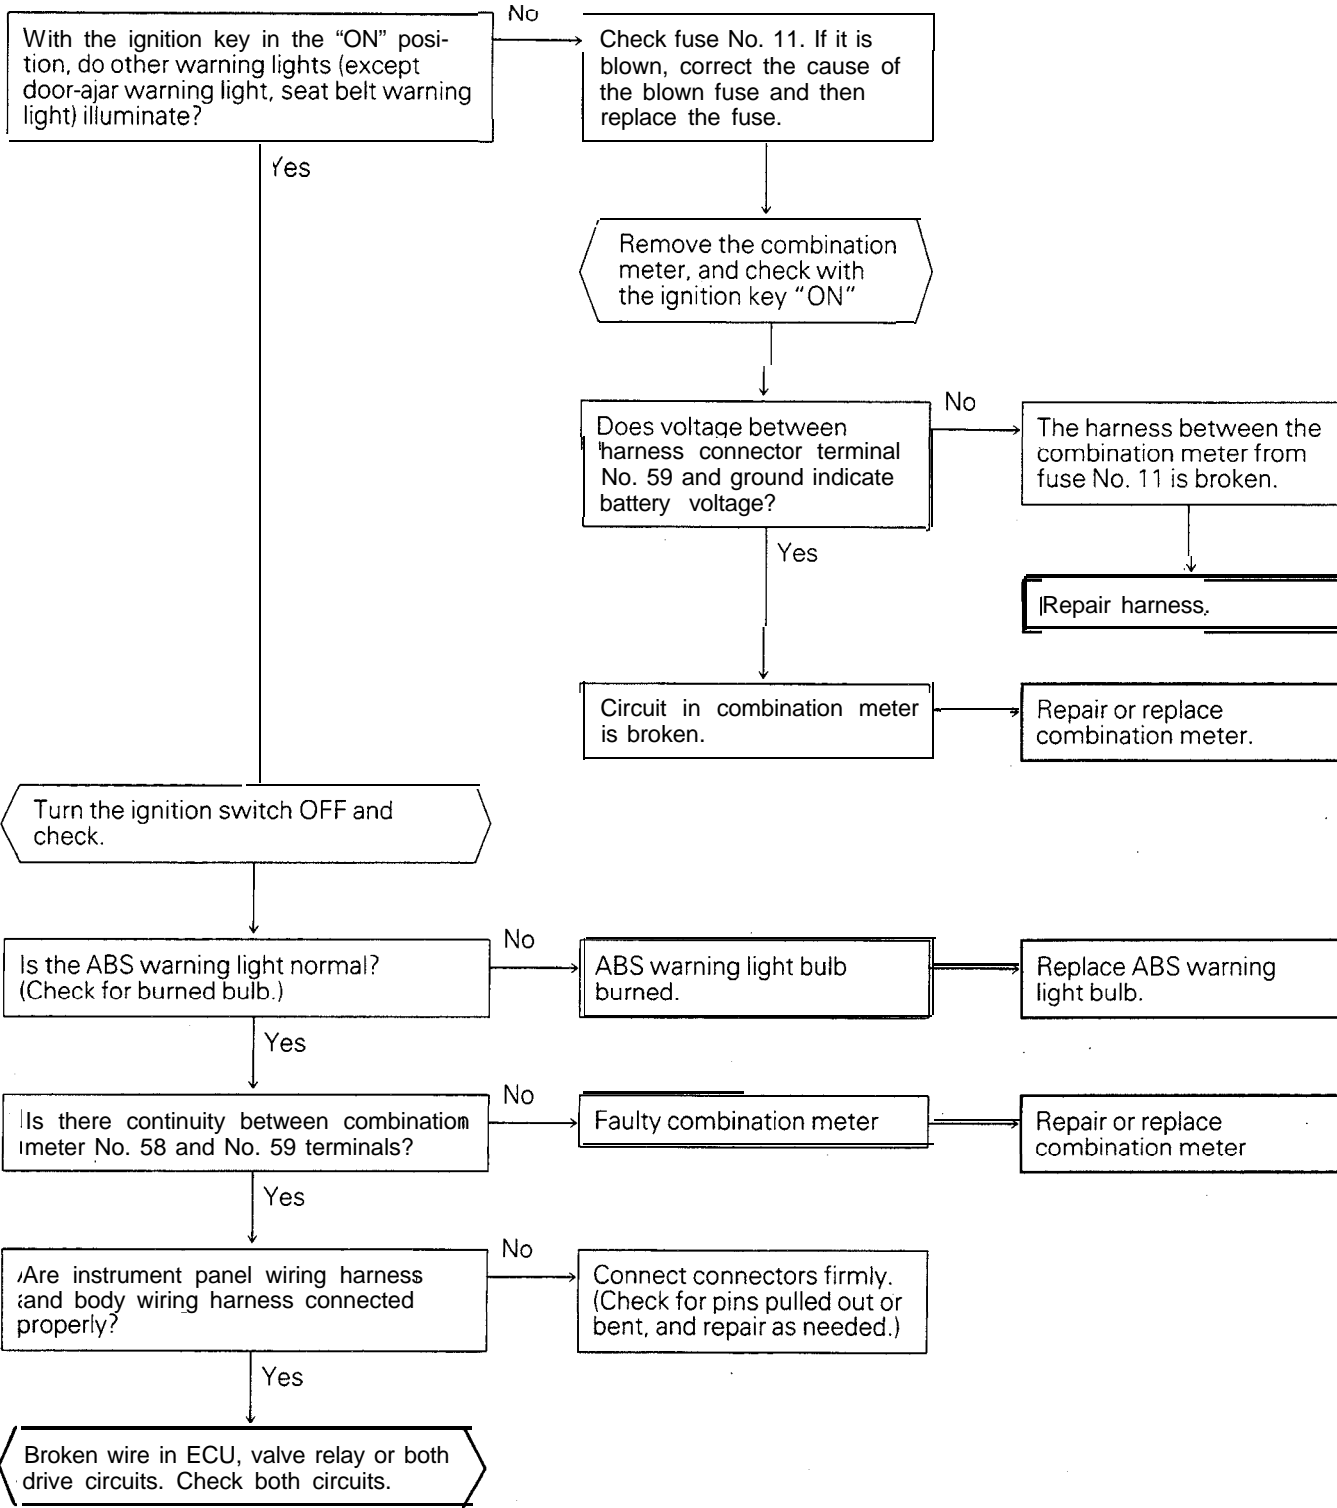 With the ignition key in the “ON” posi-
tion, do other warning lights (except
door-ajar warning light, seat belt warning
light) illuminate?
No
Check fuse No. 11. If it is
blown, correct the cause of
the blown fuse and then
replace the fuse.
Yes
Remove the combination
meter, and check with
the ignition key “ON”
Does voltage between
harness connector terminal
No. 59 and ground indicate
battery voltage?
No
The harness between the
combination meter from
fuse No. 11 is broken.
Yes
Repair harness.
Circuit in combination meter
is broken.
Repair or replace
combination meter.
Turn the ignition switch OFF and
check.
Is the ABS warning light normal?
(Check for burned bulb.)
No
ABS warning light bulb
burned.
Replace ABS warning
light bulb.
Yes
Is there continuity between combination
meter No. 58 and No. 59 terminals?
No
Faulty combination meter
Repair or replace
combination meter
Yes
Are instrument panel wiring harness
and body wiring harness connected
properly?
No
Connect connectors firmly.
(Check for pins pulled out or
bent, and repair as needed.)
Yes
Broken wire in ECU, valve relay or both
drive circuits. Check both circuits.